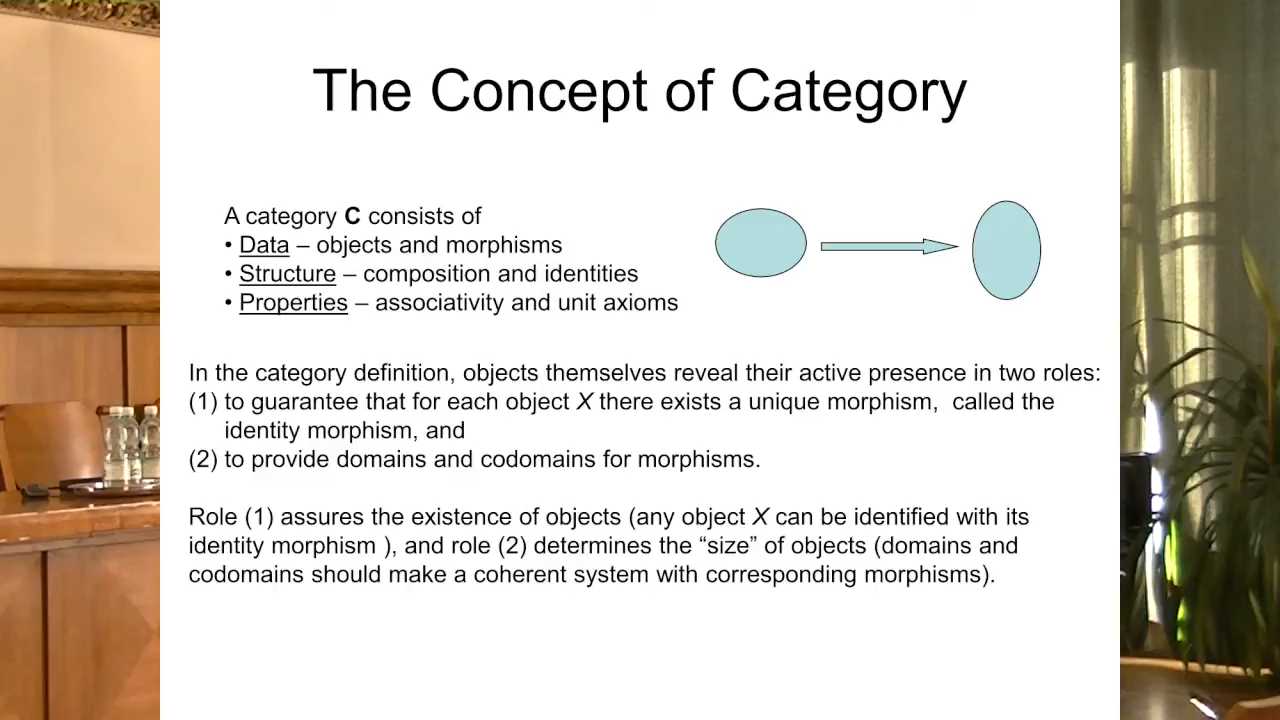 The Concept of Category
A category C consists of
• Data – objects and morphisms
• Structure – composition and identities
• Properties – associativity and unit axioms
In the category definition, objects themselves reveal their active presence in two roles:
(1) to guarantee that for each object X there exists a unique morphism, called the
identity morphism, and
(2) to provide domains and codomains for morphisms.
Role (1) assures the existence of objects (any object X can be identified with its
identity morphism ), and role (2) determines the “size” of objects (domains and
codomains should make a coherent system with corresponding morphisms).